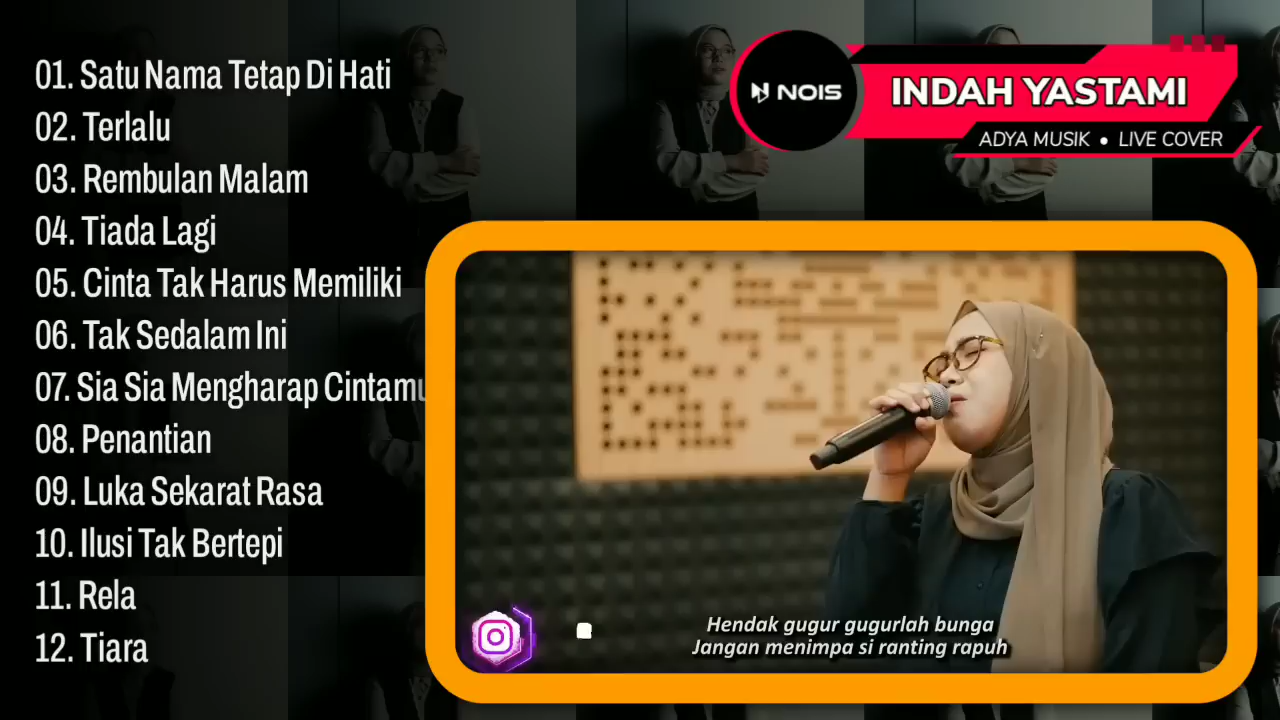 01. Satu Nama Tetap Di Hati
02. Terlalu
03. Rembulan Malam
04. Tiada Lagi
05. Cinta Tak Harus Memiliki
06. Tak Sedalam Ini
07. Sia Sia Mengharap Cintamu
08. Penantian
09. Luka Sekarat Rasa
10. Ilusi Tak Bertepi
11. Rela
12. Tiara
NOIS
INDAH YASTAMI
ADYA MUSIK • LIVE COVER
Hendak gugur gugurlah bunga
Jangan menimpa si ranting rapuh